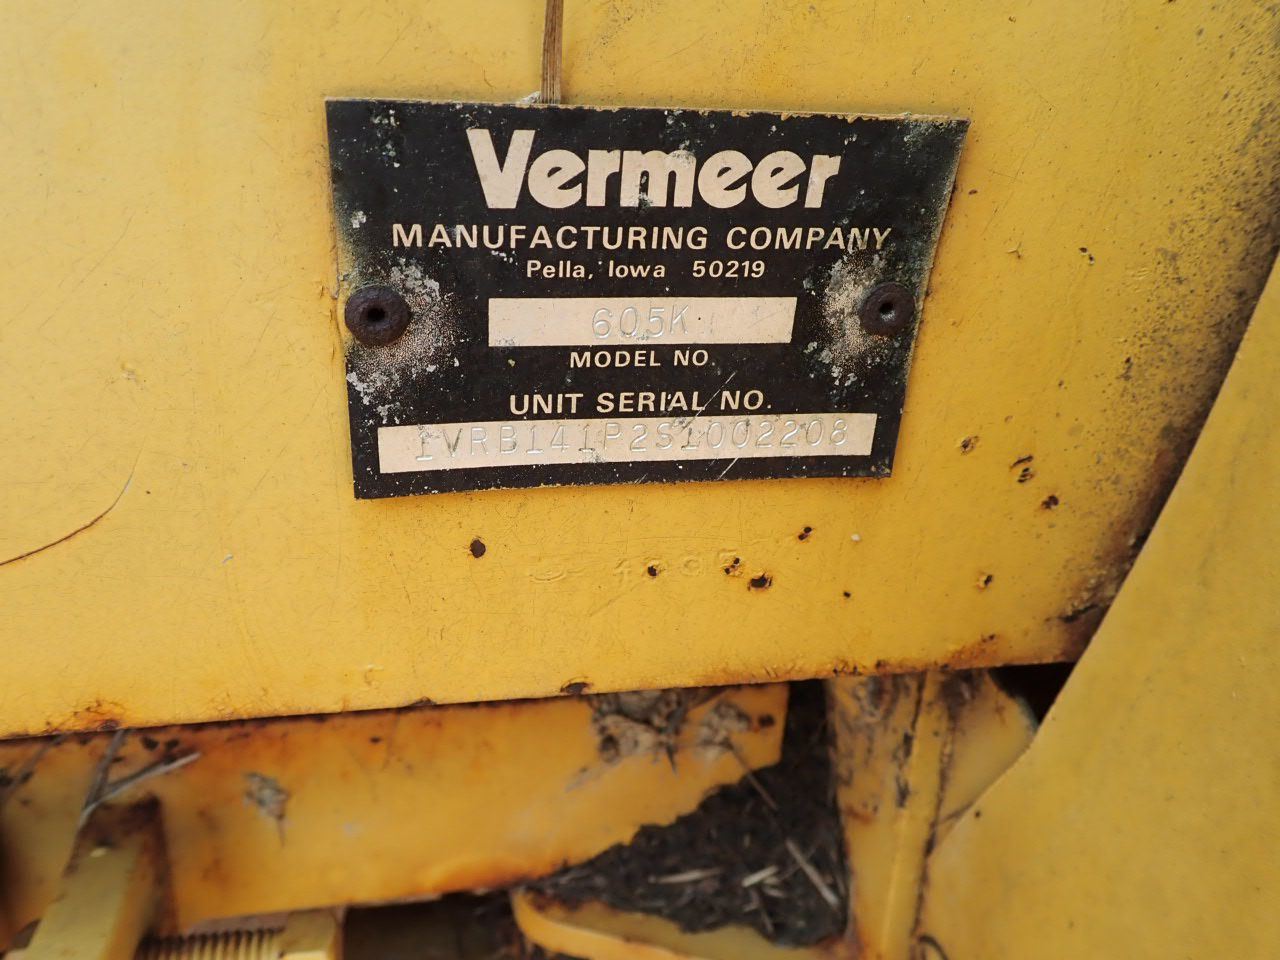 Vermeer
MANUFACTURING COMPANY
Pella, Iowa 50219
605K
MODEL NO.
UNIT SERIAL NO.
1VRB141P2S1002208